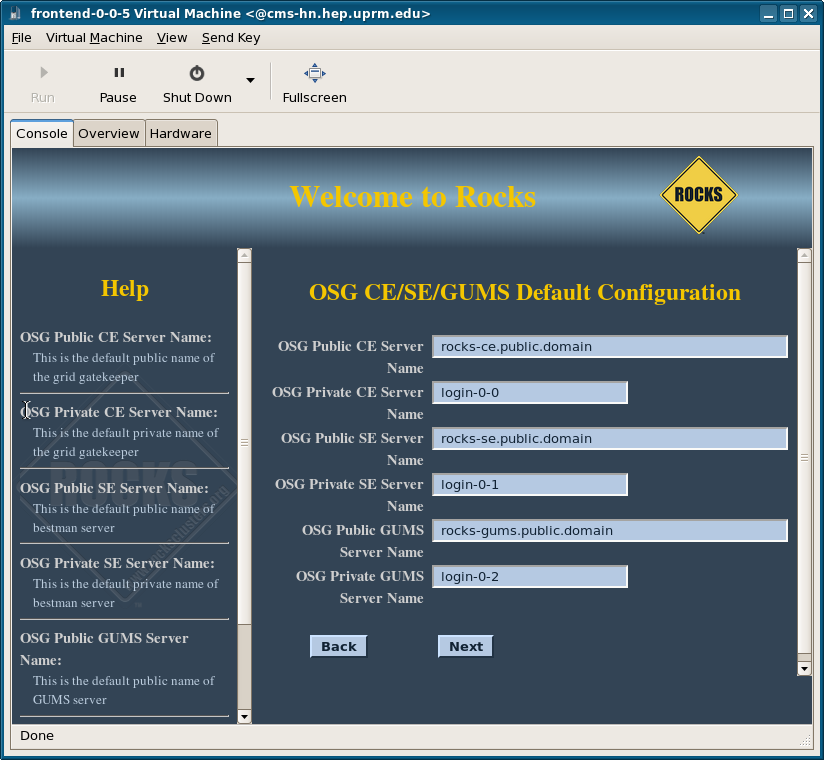 frontend-0-0-5 Virtual Machine <@cms-hn.hep.uprm.edu>
File Virtual Machine View Send Key
Run Pause Shut Down Fullscreen
Console Overview Hardware
Welcome to Rocks
ROCKS
Help
OSG Public CE Server Name:
This is the default public name of
the grid gatekeeper
OSG Private CE Server Name:
This is the default private name of
the grid gatekeeper
OSG Public SE Server Name:
This is the default public name of
bestman server
OSG Private SE Server Name:
This is the default private name of
bestman server
OSG Public GUMS Server
Name:
This is the default public name of
GUMS server
ROCKS
www.rocksclusters.org
OSG CE/SE/GUMS Default Configuration
OSG Public CE Server
Name
rocks-ce.public.domain
OSG Private CE Server
Name
login-0-0
OSG Public SE Server
Name
rocks-se.public.domain
OSG Private SE Server
Name
login-0-1
OSG Public GUMS
Server Name
rocks-gums.public.domain
OSG Private GUMS
Server Name
login-0-2
Back Next
Done